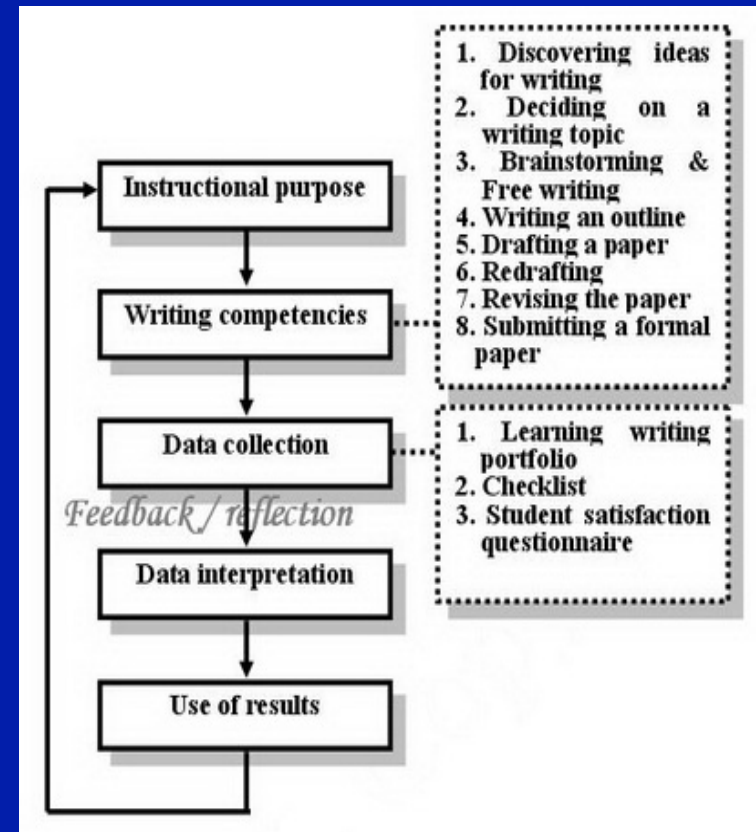 Instructional purpose
Writing competencies
Data collection
Feedback / reflection
Data interpretation
Use of results
1. Discovering ideas
for writing
2. Deciding on a
writing topic
3. Brainstorming &
Free writing
4. Writing an outline
5. Drafting a paper
6. Redrafting
7. Revising the paper
8. Submitting a formal
paper
1. Learning writing
portfolio
2. Checklist
3. Student satisfaction
questionnaire